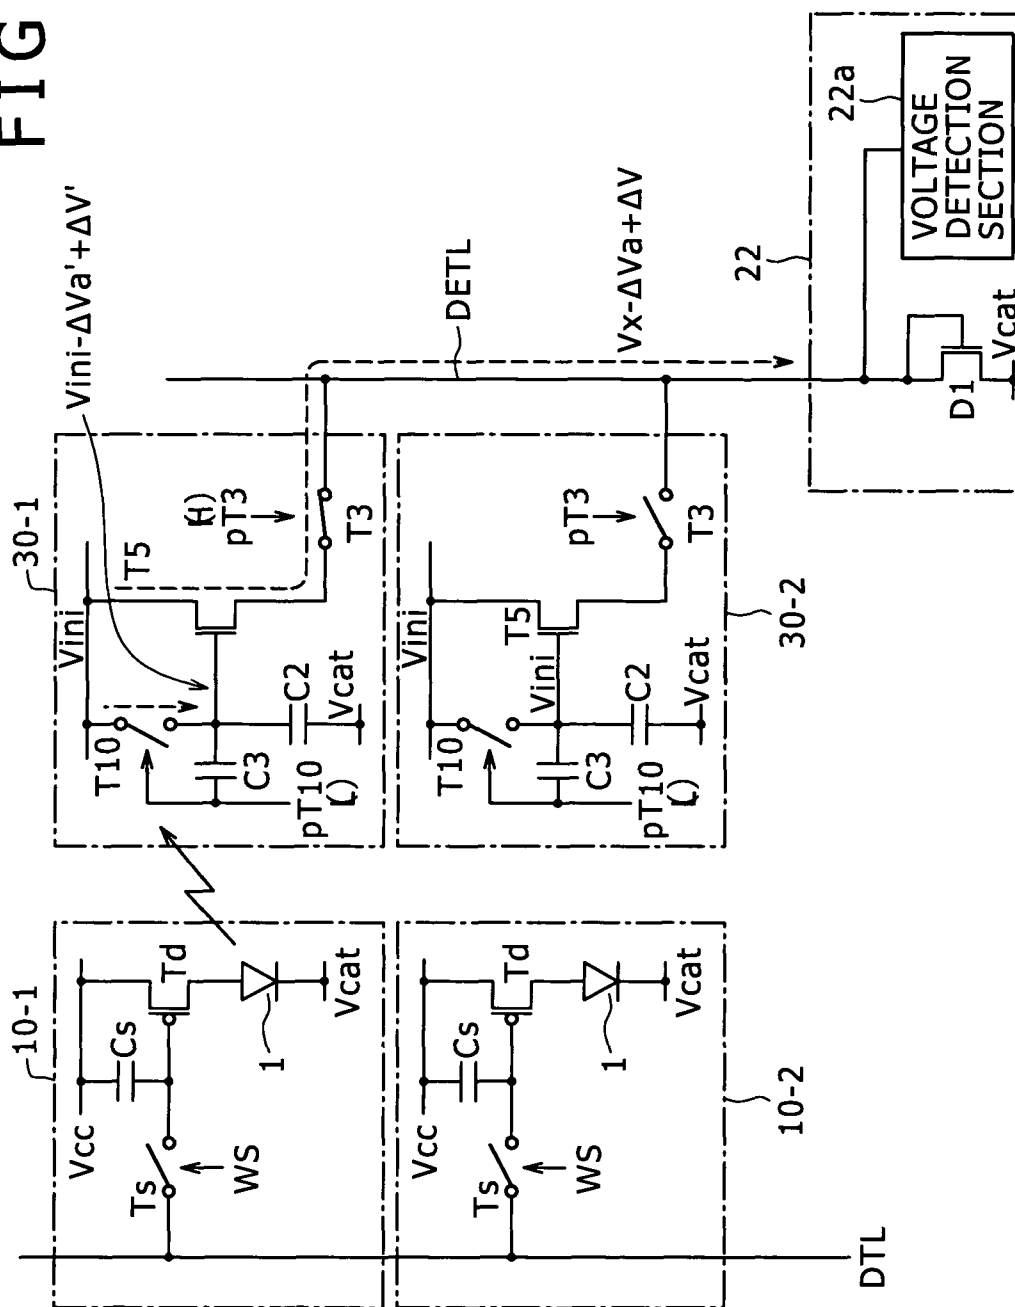 FIG
10-1
Vcc
Cs
Td
Ts
WS
1
Vcat
10-2
Vcc
Cs
Td
Ts
WS
1
Vcat
DTL
30-1
Vini
T5
T10
C3
C2
Vcat
pT10
(L)
(H)
pT3
T3
Vini-ΔVa'+ΔV'
30-2
Vini
T5
Vini
T10
C3
C2
Vcat
pT10
(L)
pT3
T3
DETL
Vx-ΔVa+ΔV
22
22a
VOLTAGE
DETECTION
SECTION
D1
Vcat